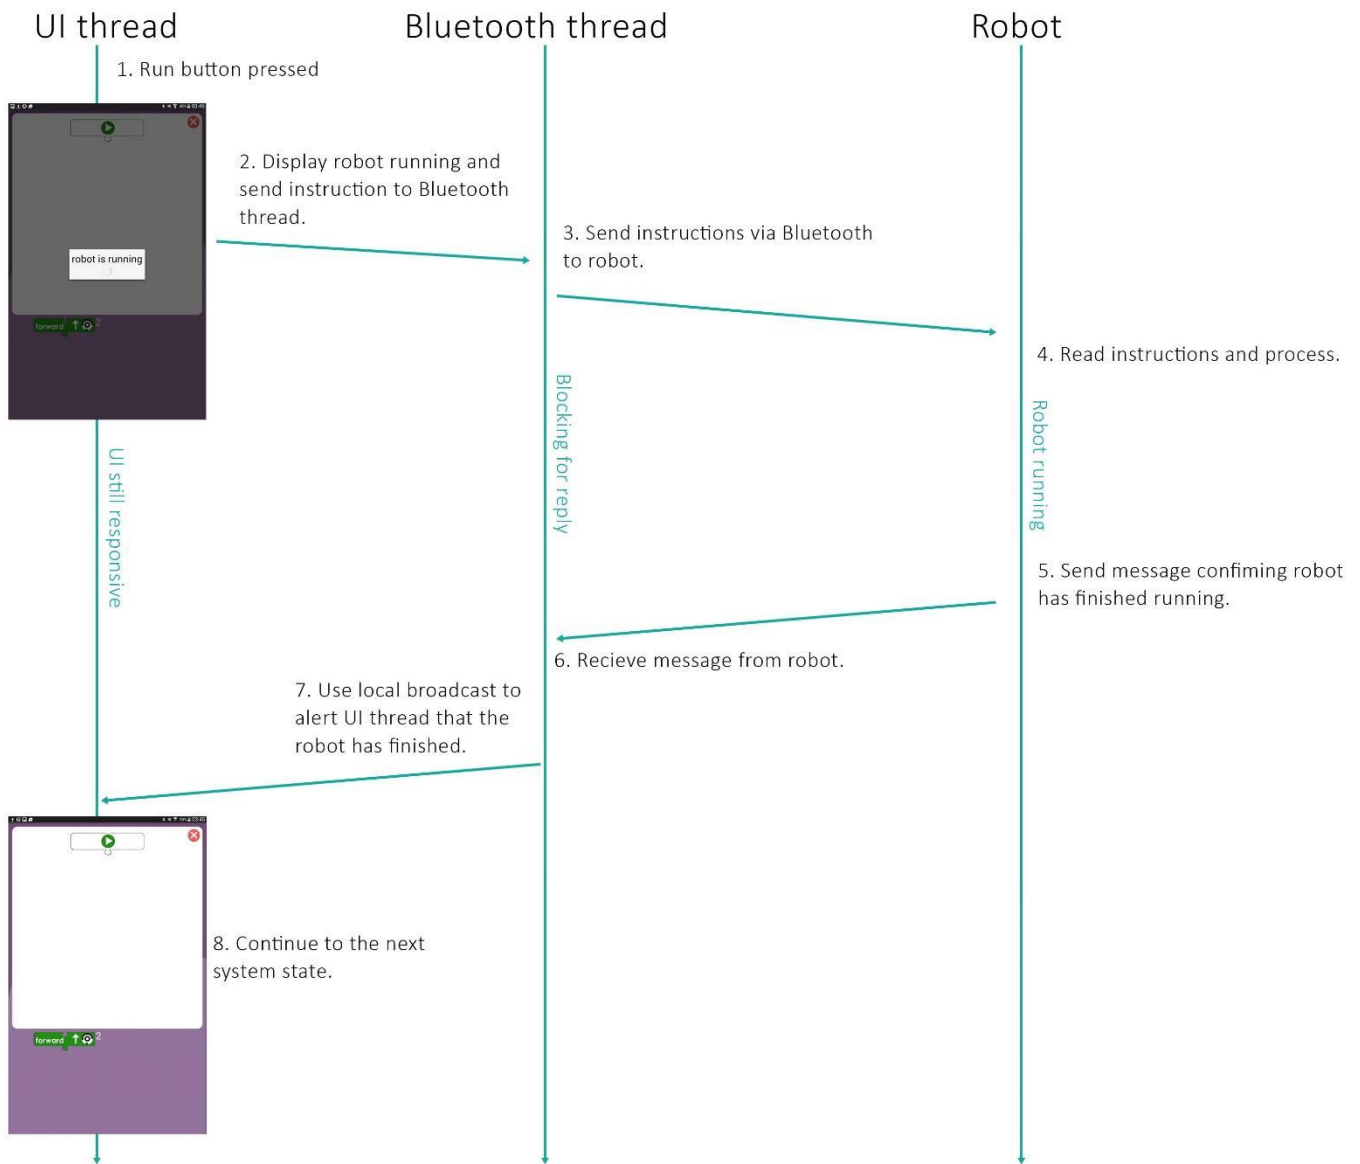 UI thread
Bluetooth thread
Robot
1. Run button pressed
robot is running
forward
2
2. Display robot running and
send instruction to Bluetooth
thread.
3. Send instructions via Bluetooth
to robot.
4. Read instructions and process.
UI still responsive
Blocking for reply
Robot running
5. Send message confiming robot
has finished running.
6. Recieve message from robot.
7. Use local broadcast to
alert UI thread that the
robot has finished.
8. Continue to the next
system state.
forward
2